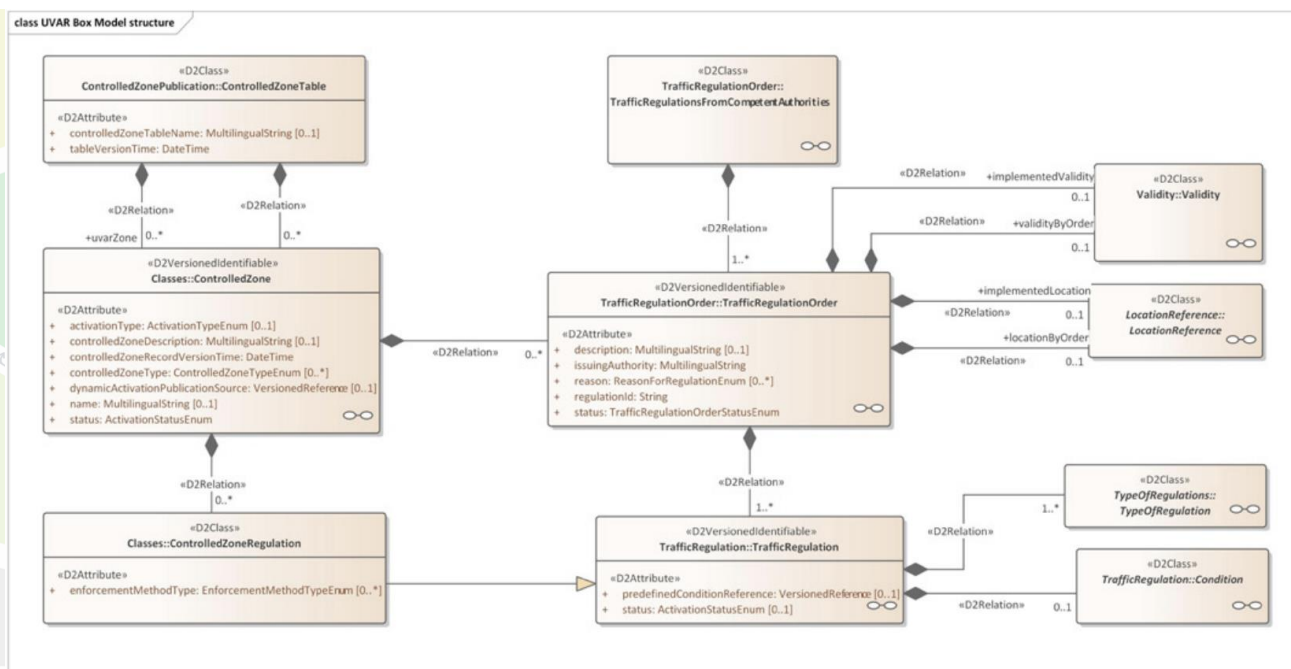 class UVAR Box Model structure
«D2Class»
ControlledZonePublication::ControlledZoneTable
«D2Attribute»
+ controlledZoneTableName: MultilingualString [0..1]
+ tableVersionTime: DateTime
«D2Relation»
«D2Relation»
+uvarZone
0..*
0..*
«D2VersionedIdentifiable»
Classes::ControlledZone
«D2Attribute»
+ activationType: ActivationTypeEnum [0..1]
+ controlledZoneDescription: MultilingualString [0..1]
+ controlledZoneRecordVersionTime: DateTime
+ controlledZoneType: ControlledZoneTypeEnum [0..*]
+ dynamicActivationPublicationSource: VersionedReference [0..1]
+ name: MultilingualString [0..1]
+ status: ActivationStatusEnum
«D2Relation»
0..*
«D2Relation»
0..*
«D2Class»
Classes::ControlledZoneRegulation
«D2Attribute»
+ enforcementMethodType: EnforcementMethodTypeEnum [0..*]
«D2Class»
TrafficRegulationOrder::
TrafficRegulationsFromCompetentAuthorities
«D2Relation»
1..*
«D2VersionedIdentifiable»
TrafficRegulationOrder::TrafficRegulationOrder
«D2Attribute»
+ description: MultilingualString [0..1]
+ issuingAuthority: MultilingualString
+ reason: ReasonForRegulationEnum [0..*]
+ regulationId: String
+ status: TrafficRegulationOrderStatusEnum
«D2Relation»
1..*
«D2VersionedIdentifiable»
TrafficRegulation::TrafficRegulation
«D2Attribute»
+ predefinedConditionReference: VersionedReference [0..1]
+ status: ActivationStatusEnum [0..1]
«D2Relation»
+implementedValidity
0..1
«D2Relation»
+validityByOrder
0..1
«D2Class»
Validity::Validity
+implementedLocation
«D2Relation»
0..1
+locationByOrder
«D2Relation»
0..1
«D2Class»
LocationReference::
LocationReference
«D2Relation»
1..*
«D2Class»
TypeOfRegulations::
TypeOfRegulation
«D2Relation»
0..1
«D2Class»
TrafficRegulation::Condition